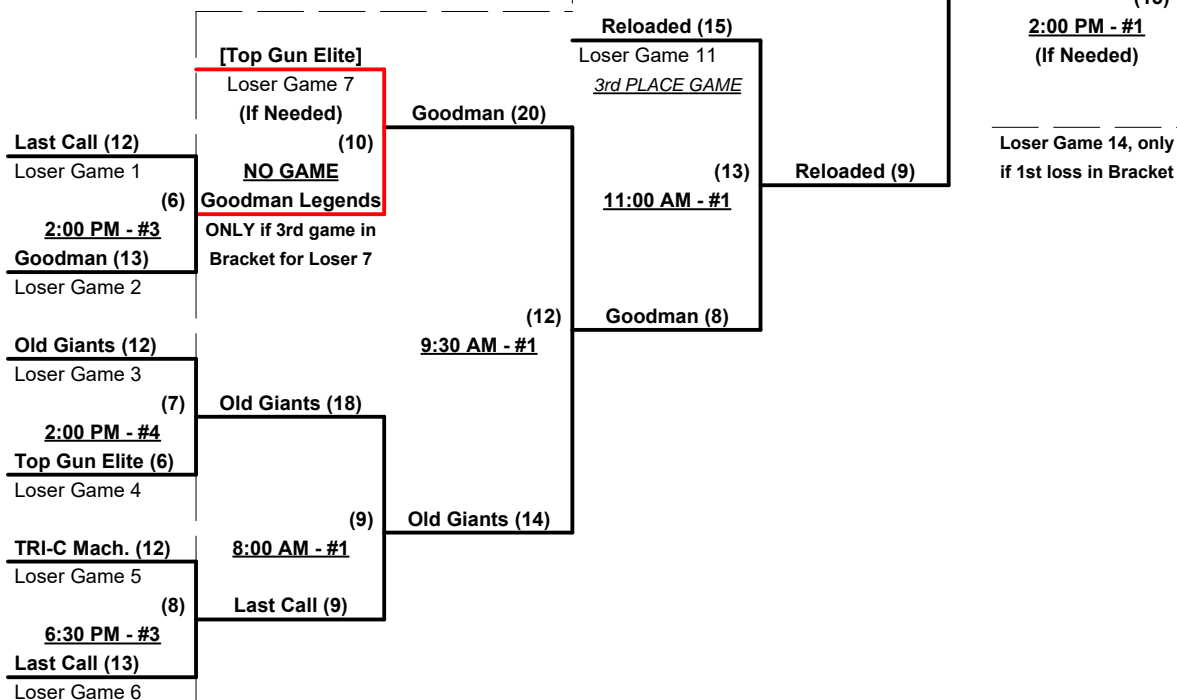 (15)
2:00 PM - #1
(If Needed)
Loser Game 14, only
if 1st loss in Bracket
Reloaded (15)
Loser Game 11
3rd PLACE GAME
(13)
11:00 AM - #1
Reloaded (9)
[Top Gun Elite]
Loser Game 7
(If Needed)
(10)
NO GAME
Goodman Legends
ONLY if 3rd game in
Bracket for Loser 7
Goodman (20)
Last Call (12)
Loser Game 1
(6)
2:00 PM - #3
Goodman (13)
Loser Game 2
(12)
9:30 AM - #1
Goodman (8)
Old Giants (12)
Loser Game 3
(7)
2:00 PM - #4
Top Gun Elite (6)
Loser Game 4
Old Giants (18)
(9)
8:00 AM - #1
Old Giants (14)
TRI-C Mach. (12)
Loser Game 5
(8)
6:30 PM - #3
Last Call (13)
Loser Game 6
Last Call (9)